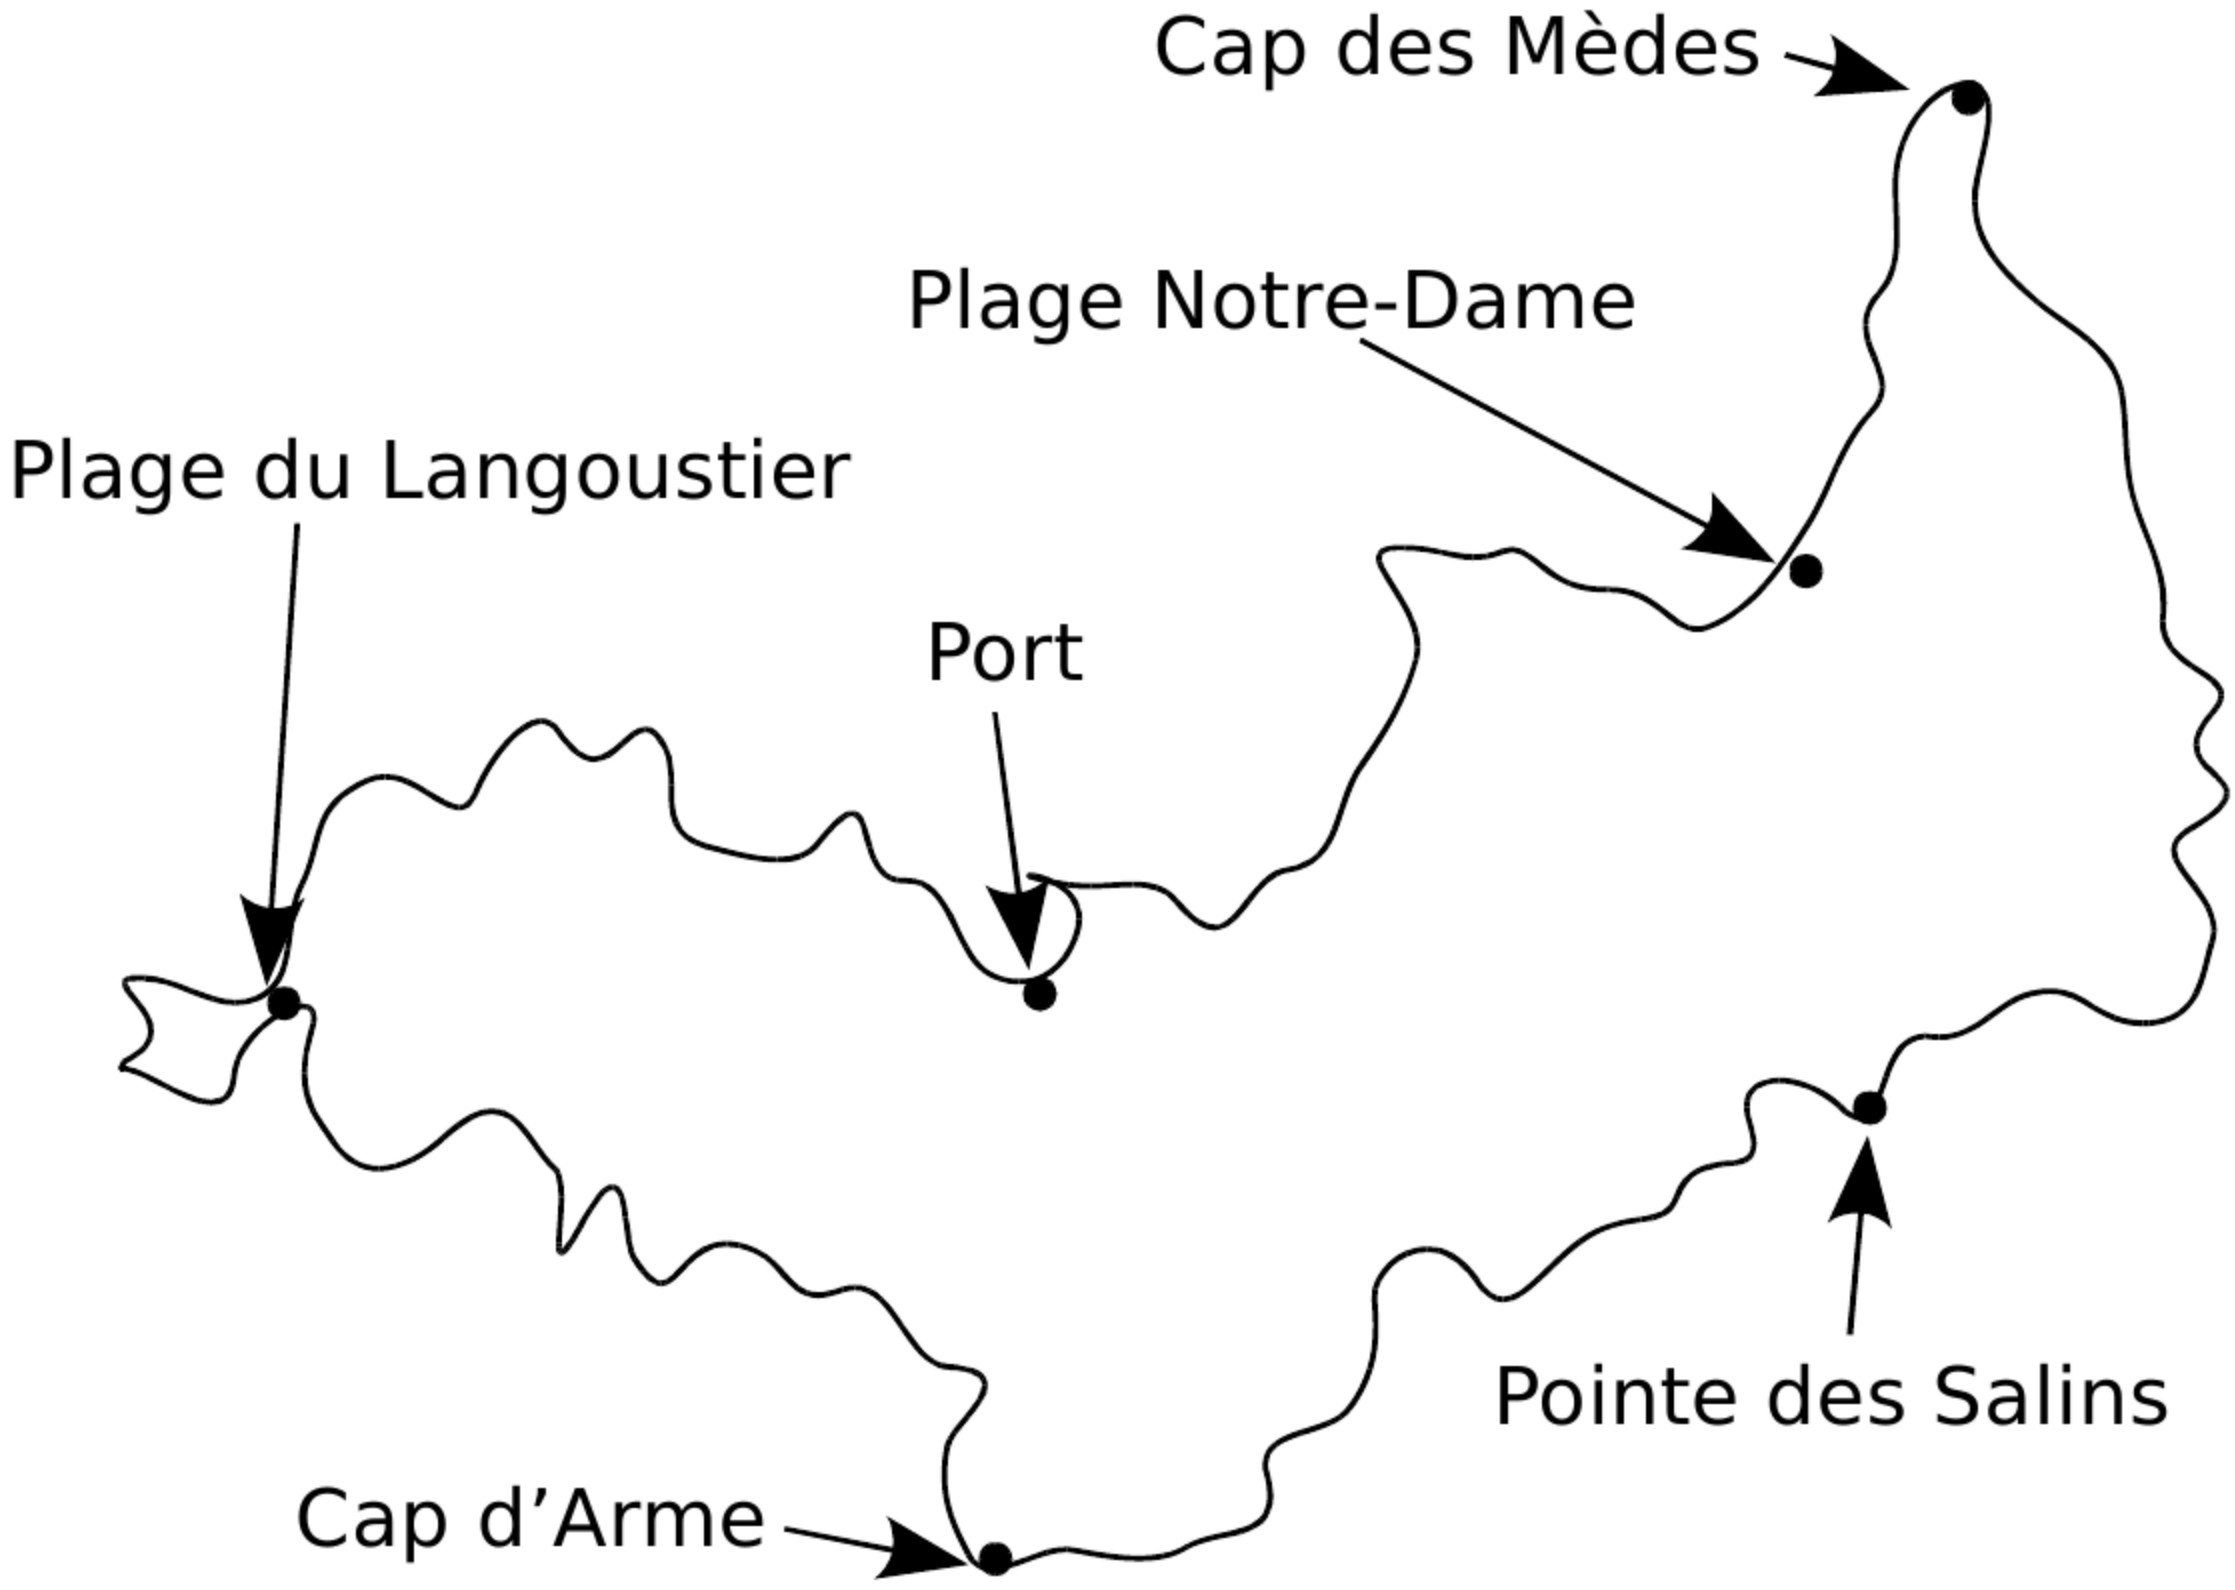 Cap des Mèdes
Plage Notre-Dame
Plage du Langoustier
Port
Pointe des Salins
Cap d’Arme